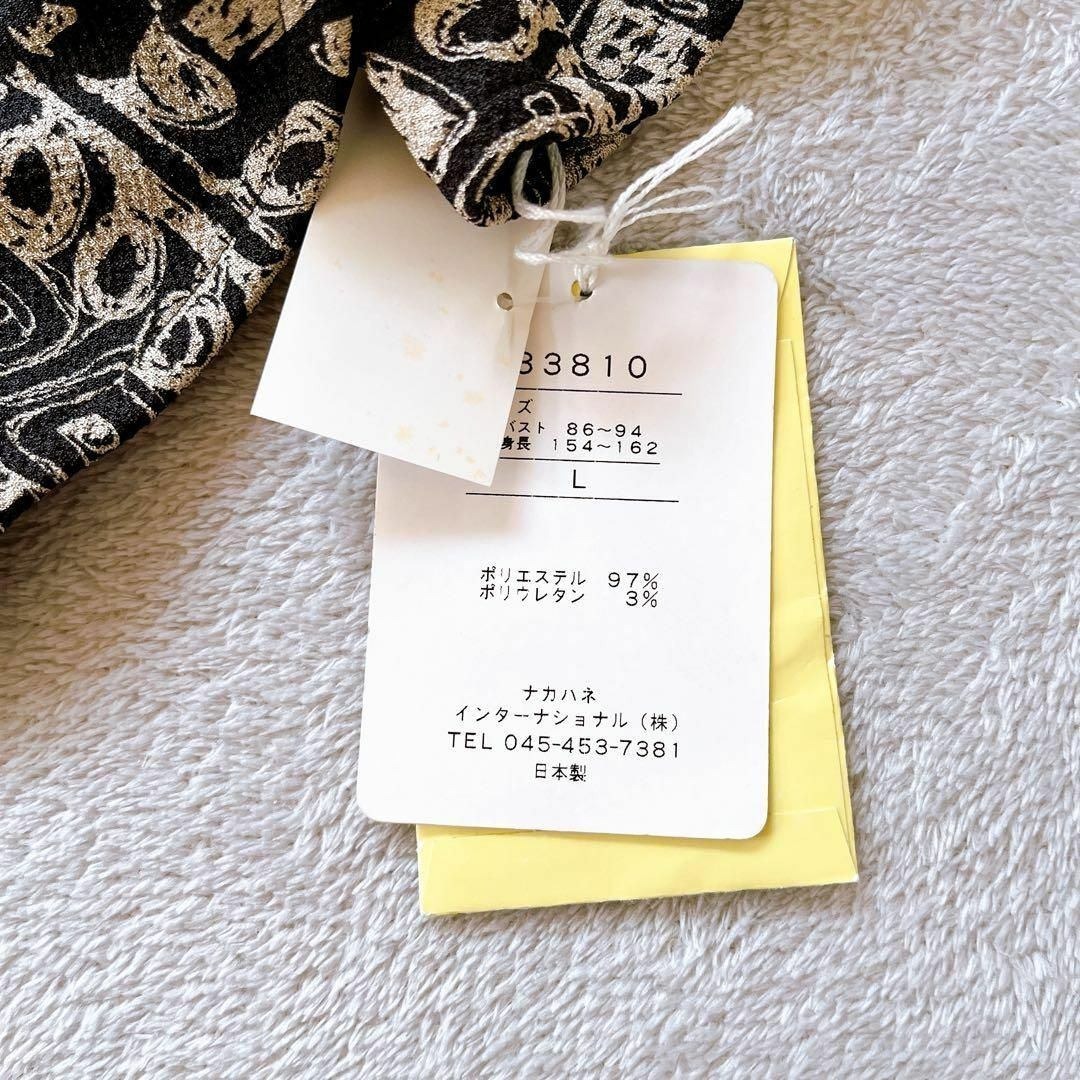 33810
ズ
バスト 86～94
身長 154～162
L
ポリエステル 97%
ポリウレタン 3%
ナカハネ
インターナショナル（株）
TEL 045-453-7381
日本製